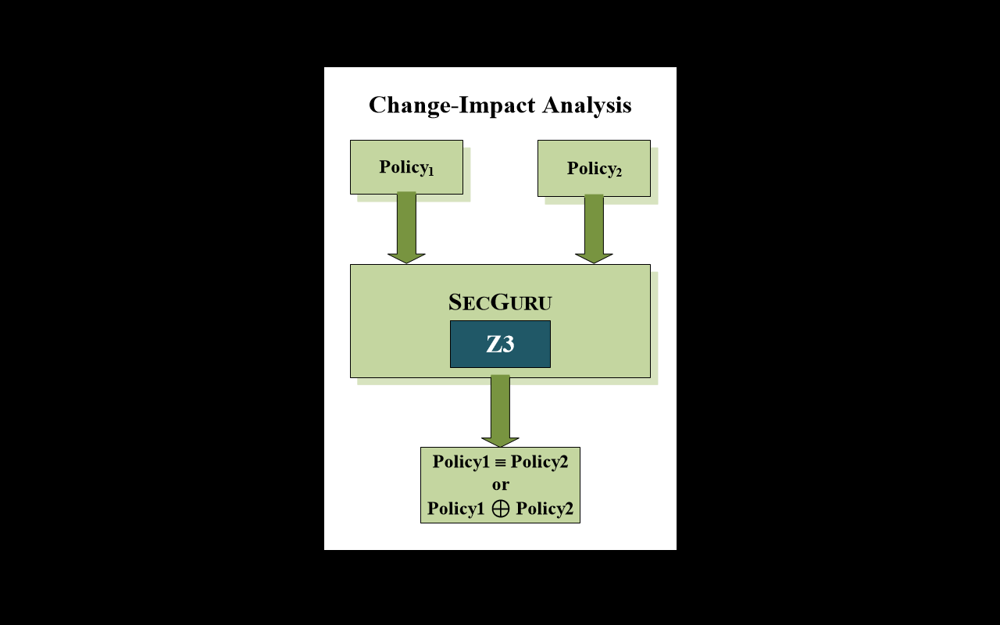 Change-Impact Analysis
Policy₁
Policy₂
SECGURU
Z3
Policy1 ≡ Policy2
or
Policy1 ⊕ Policy2